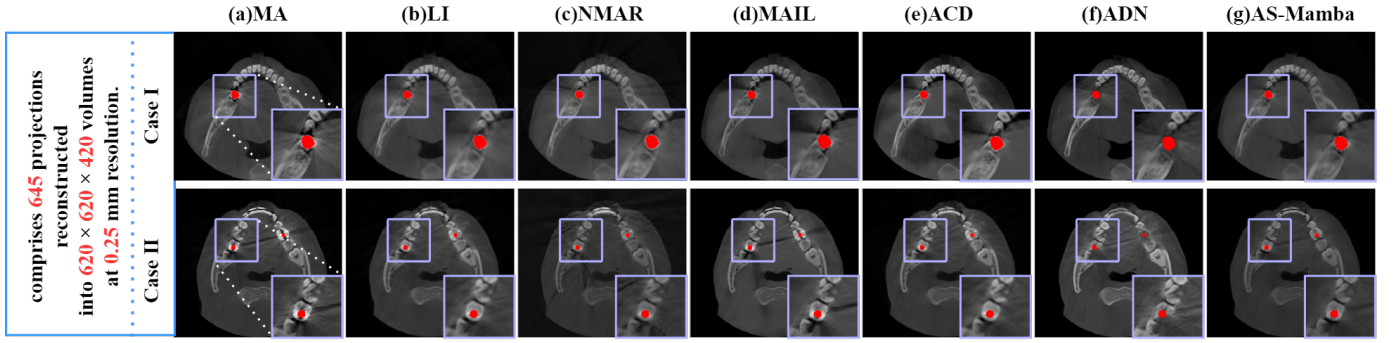 (a)MA
(b)LI
(c)NMAR
(d)MAIL
(e)ACD
(f)ADN
(g)AS-Mamba
comprises 645 projections
reconstructed
into 620 × 620 × 420 volumes
at 0.25 mm resolution.
Case I
Case II